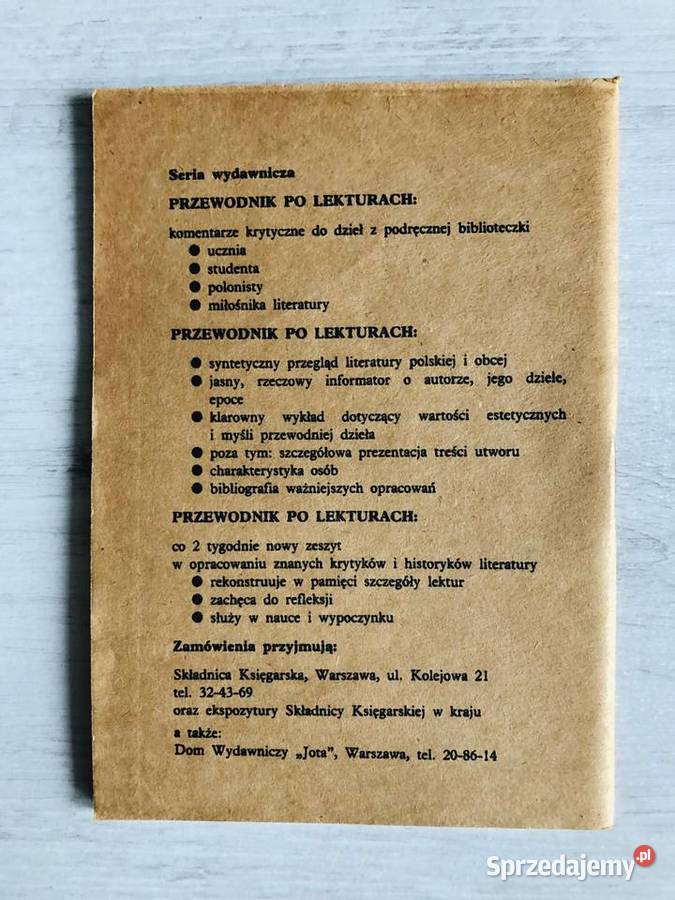 Seria wydawnicza
PRZEWODNIK PO LEKTURACH:
komentarze krytyczne do dzieł z podręcznej biblioteczki
● ucznia
● studenta
● polonisty
● miłośnika literatury
PRZEWODNIK PO LEKTURACH:
● syntetyczny przegląd literatury polskiej i obcej
● jasny, rzeczowy informator o autorze, jego dziele,
epoce
● klarowny wykład dotyczący wartości estetycznych
i myśli przewodniej dzieła
● poza tym: szczegółowa prezentacja treści utworu
● charakterystyka osób
● bibliografia ważniejszych opracowań
PRZEWODNIK PO LEKTURACH:
co 2 tygodnie nowy zeszyt
w opracowaniu znanych krytyków i historyków literatury
● rekonstruuje w pamięci szczegóły lektur
● zachęca do refleksji
● służy w nauce i wypoczynku
Zamówienia przyjmują:
Składnica Księgarska, Warszawa, ul. Kolejowa 21
tel. 32-43-69
oraz ekspozytury Składnicy Księgarskiej w kraju
a także:
Dom Wydawniczy „Jota”, Warszawa, tel. 20-86-14
Sprzedajemy.pl